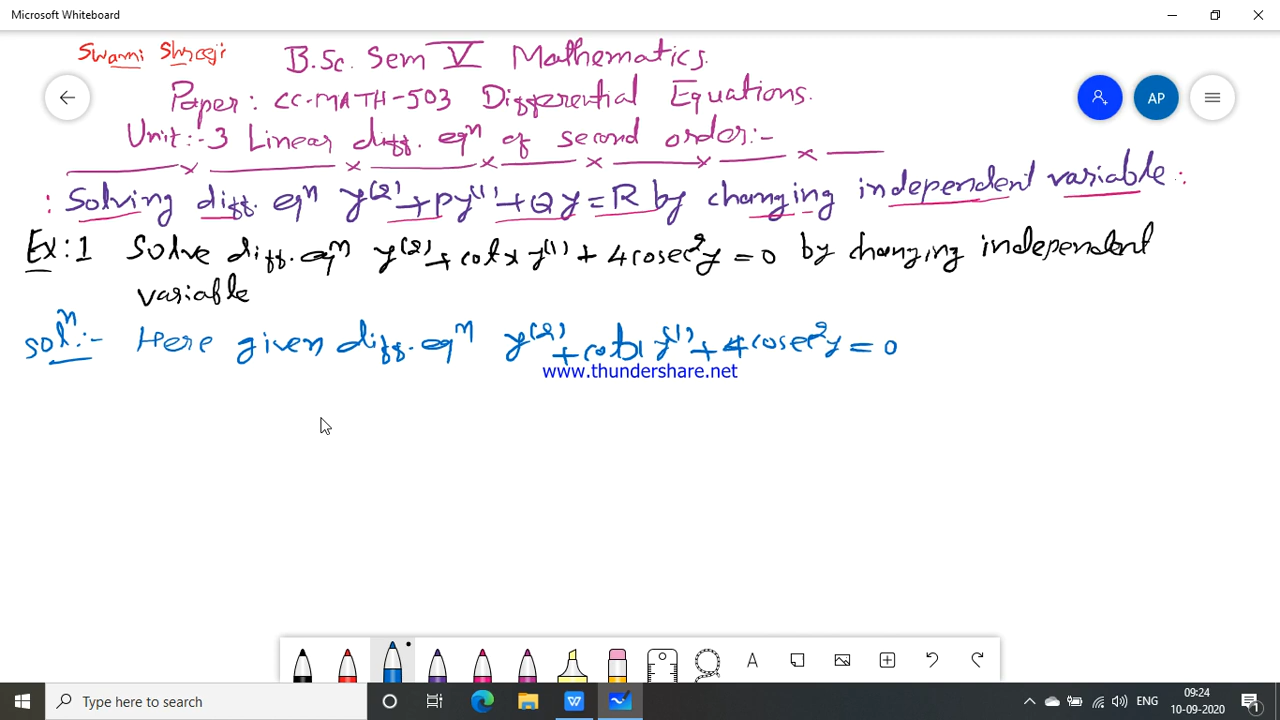 Microsoft Whiteboard
Swami Shreeji
B.Sc. Sem V Mathematics.
Paper: CC-MATH-503 Differential Equations.
Unit:-3 Linear diff. eqⁿ of second order:-
: Solving diff. eqⁿ y⁽²⁾+Py⁽¹⁾+Qy=R by changing independent variable :
Ex:1 Solve diff. eqⁿ y⁽²⁾+cotx y⁽¹⁾+4cosec²y=0 by changing independent
variable
solⁿ:- Here given diff. eqⁿ y⁽²⁾+cotx y⁽¹⁾+4cosec²y=0
www.thundershare.net
AP
A
Type here to search
W
ENG
09:24
10-09-2020
1